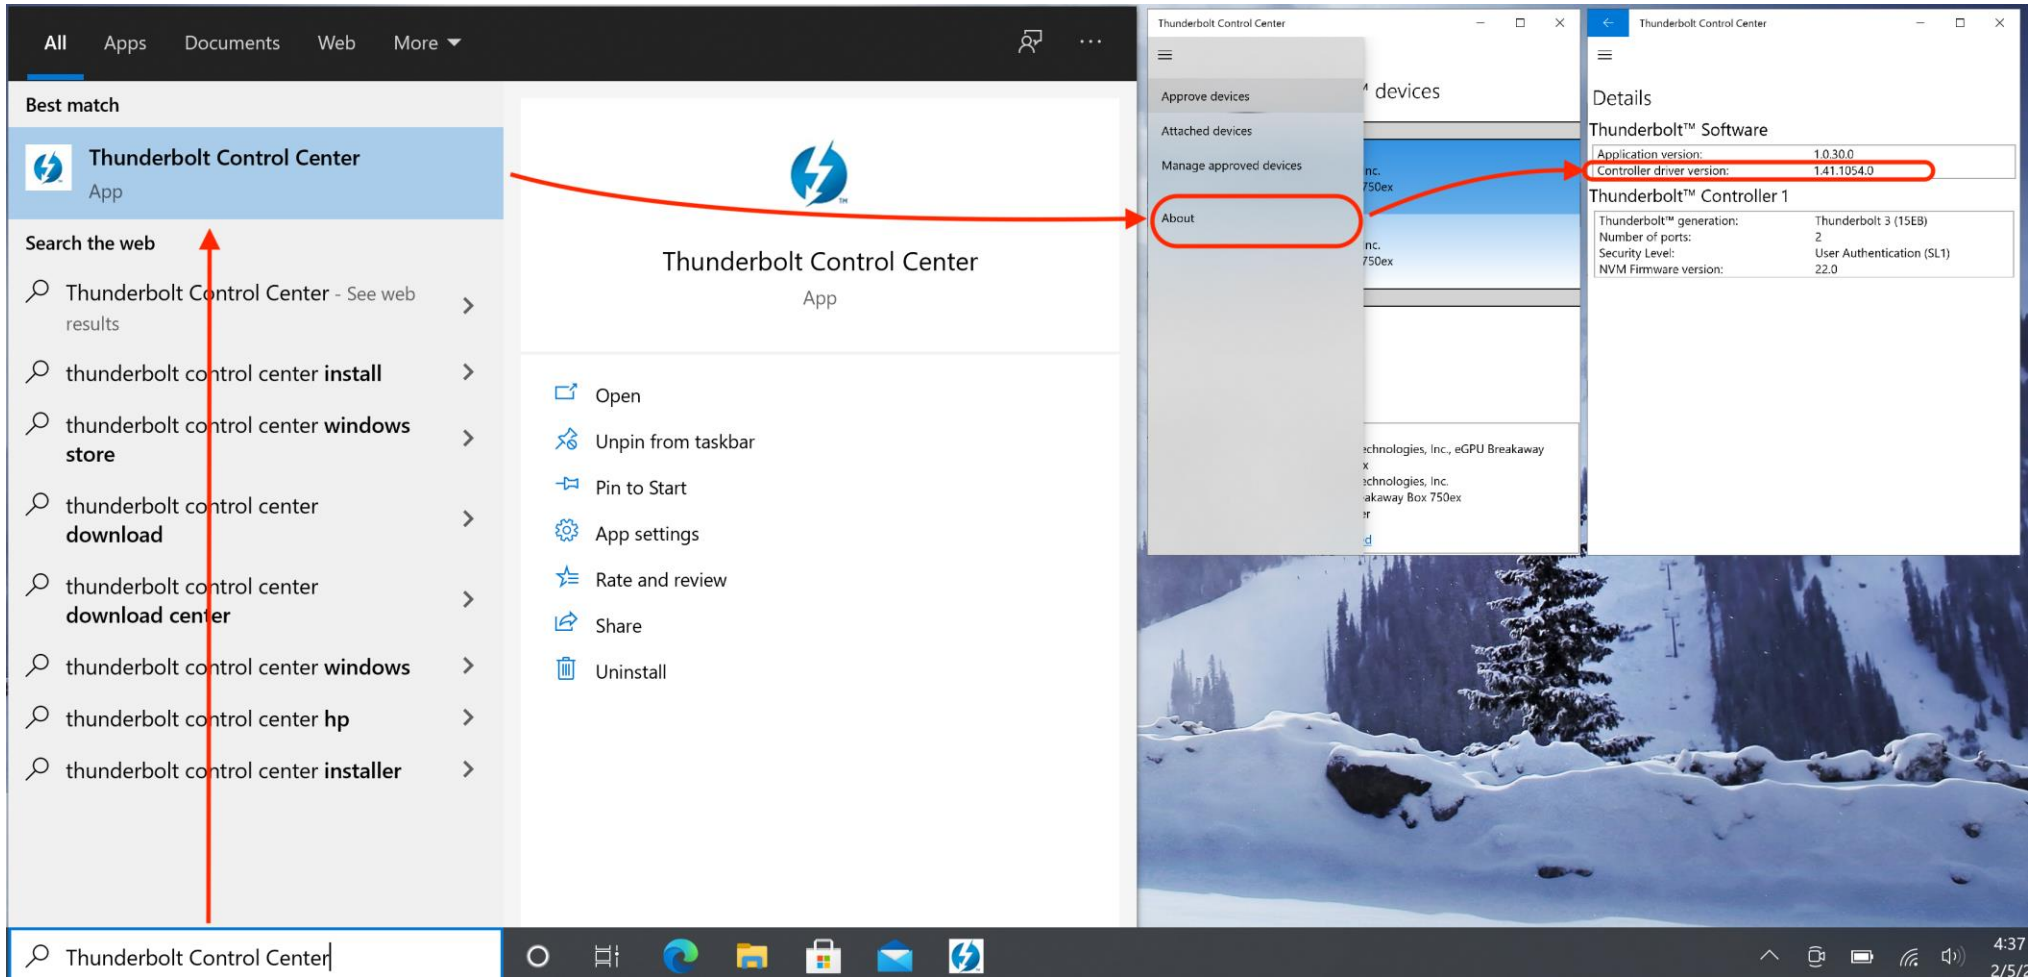 All Apps Documents Web More
Best match
Thunderbolt Control Center
App
Search the web
Thunderbolt Control Center - See web
results
thunderbolt control center install
thunderbolt control center windows
store
thunderbolt control center
download
thunderbolt control center
download center
thunderbolt control center windows
thunderbolt control center hp
thunderbolt control center installer
Thunderbolt Control Center
Thunderbolt Control Center
App
Open
Unpin from taskbar
Pin to Start
App settings
Rate and review
Share
Uninstall
Thunderbolt Control Center
Approve devices
Attached devices
Manage approved devices
About
devices
nc.
750ex
nc.
750ex
echnologies, Inc., eGPU Breakaway
x
echnologies, Inc.
akaway Box 750ex
er
ed
Thunderbolt Control Center
Details
Thunderbolt™ Software
Application version: 1.0.30.0
Controller driver version: 1.41.1054.0
Thunderbolt™ Controller 1
Thunderbolt™ generation: Thunderbolt 3 (15EB)
Number of ports: 2
Security Level: User Authentication (SL1)
NVM Firmware version: 22.0
4:37
2/5/2